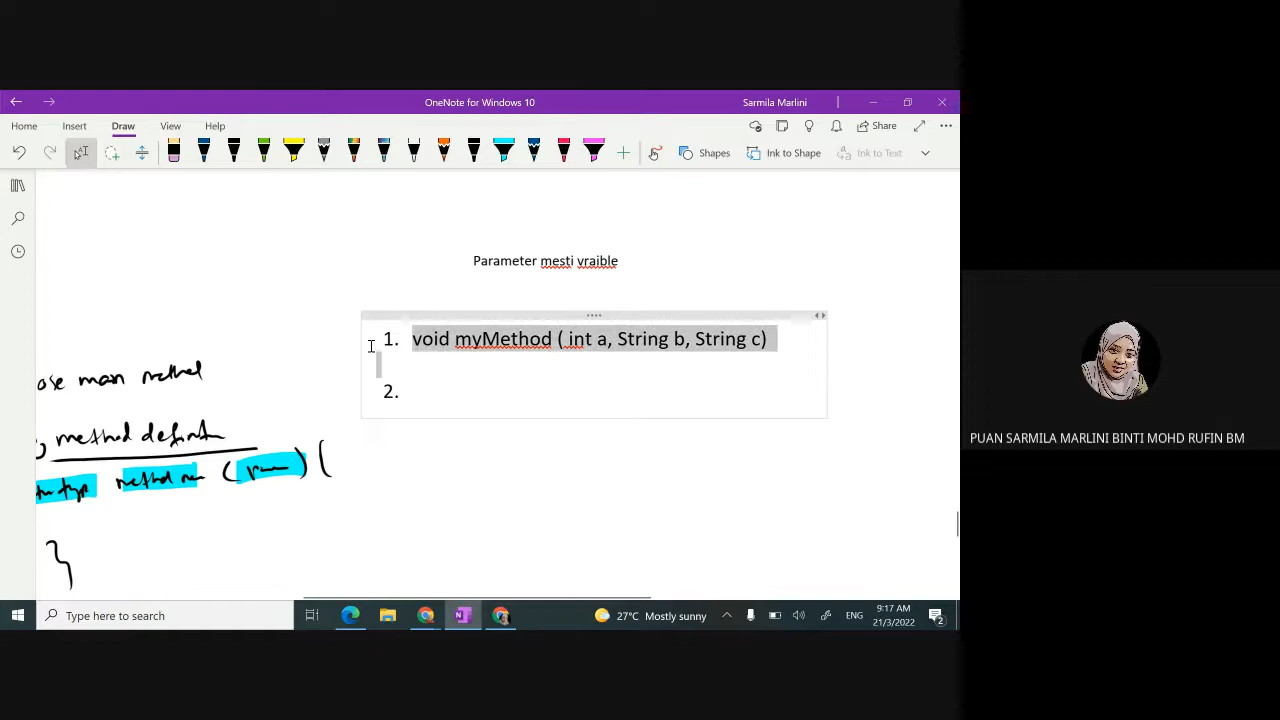 OneNote for Windows 10
Sarmila Marlini
Home Insert Draw View Help
Share
Shapes
Ink to Shape
Ink to Text
Parameter mesti vraible
1. void myMethod ( int a, String b, String c)
2.
method
method
( ) {
}
PUAN SARMILA MARLINI BINTI MOHD RUFIN BM
Type here to search
27°C Mostly sunny
ENG
9:17 AM
21/3/2022
2